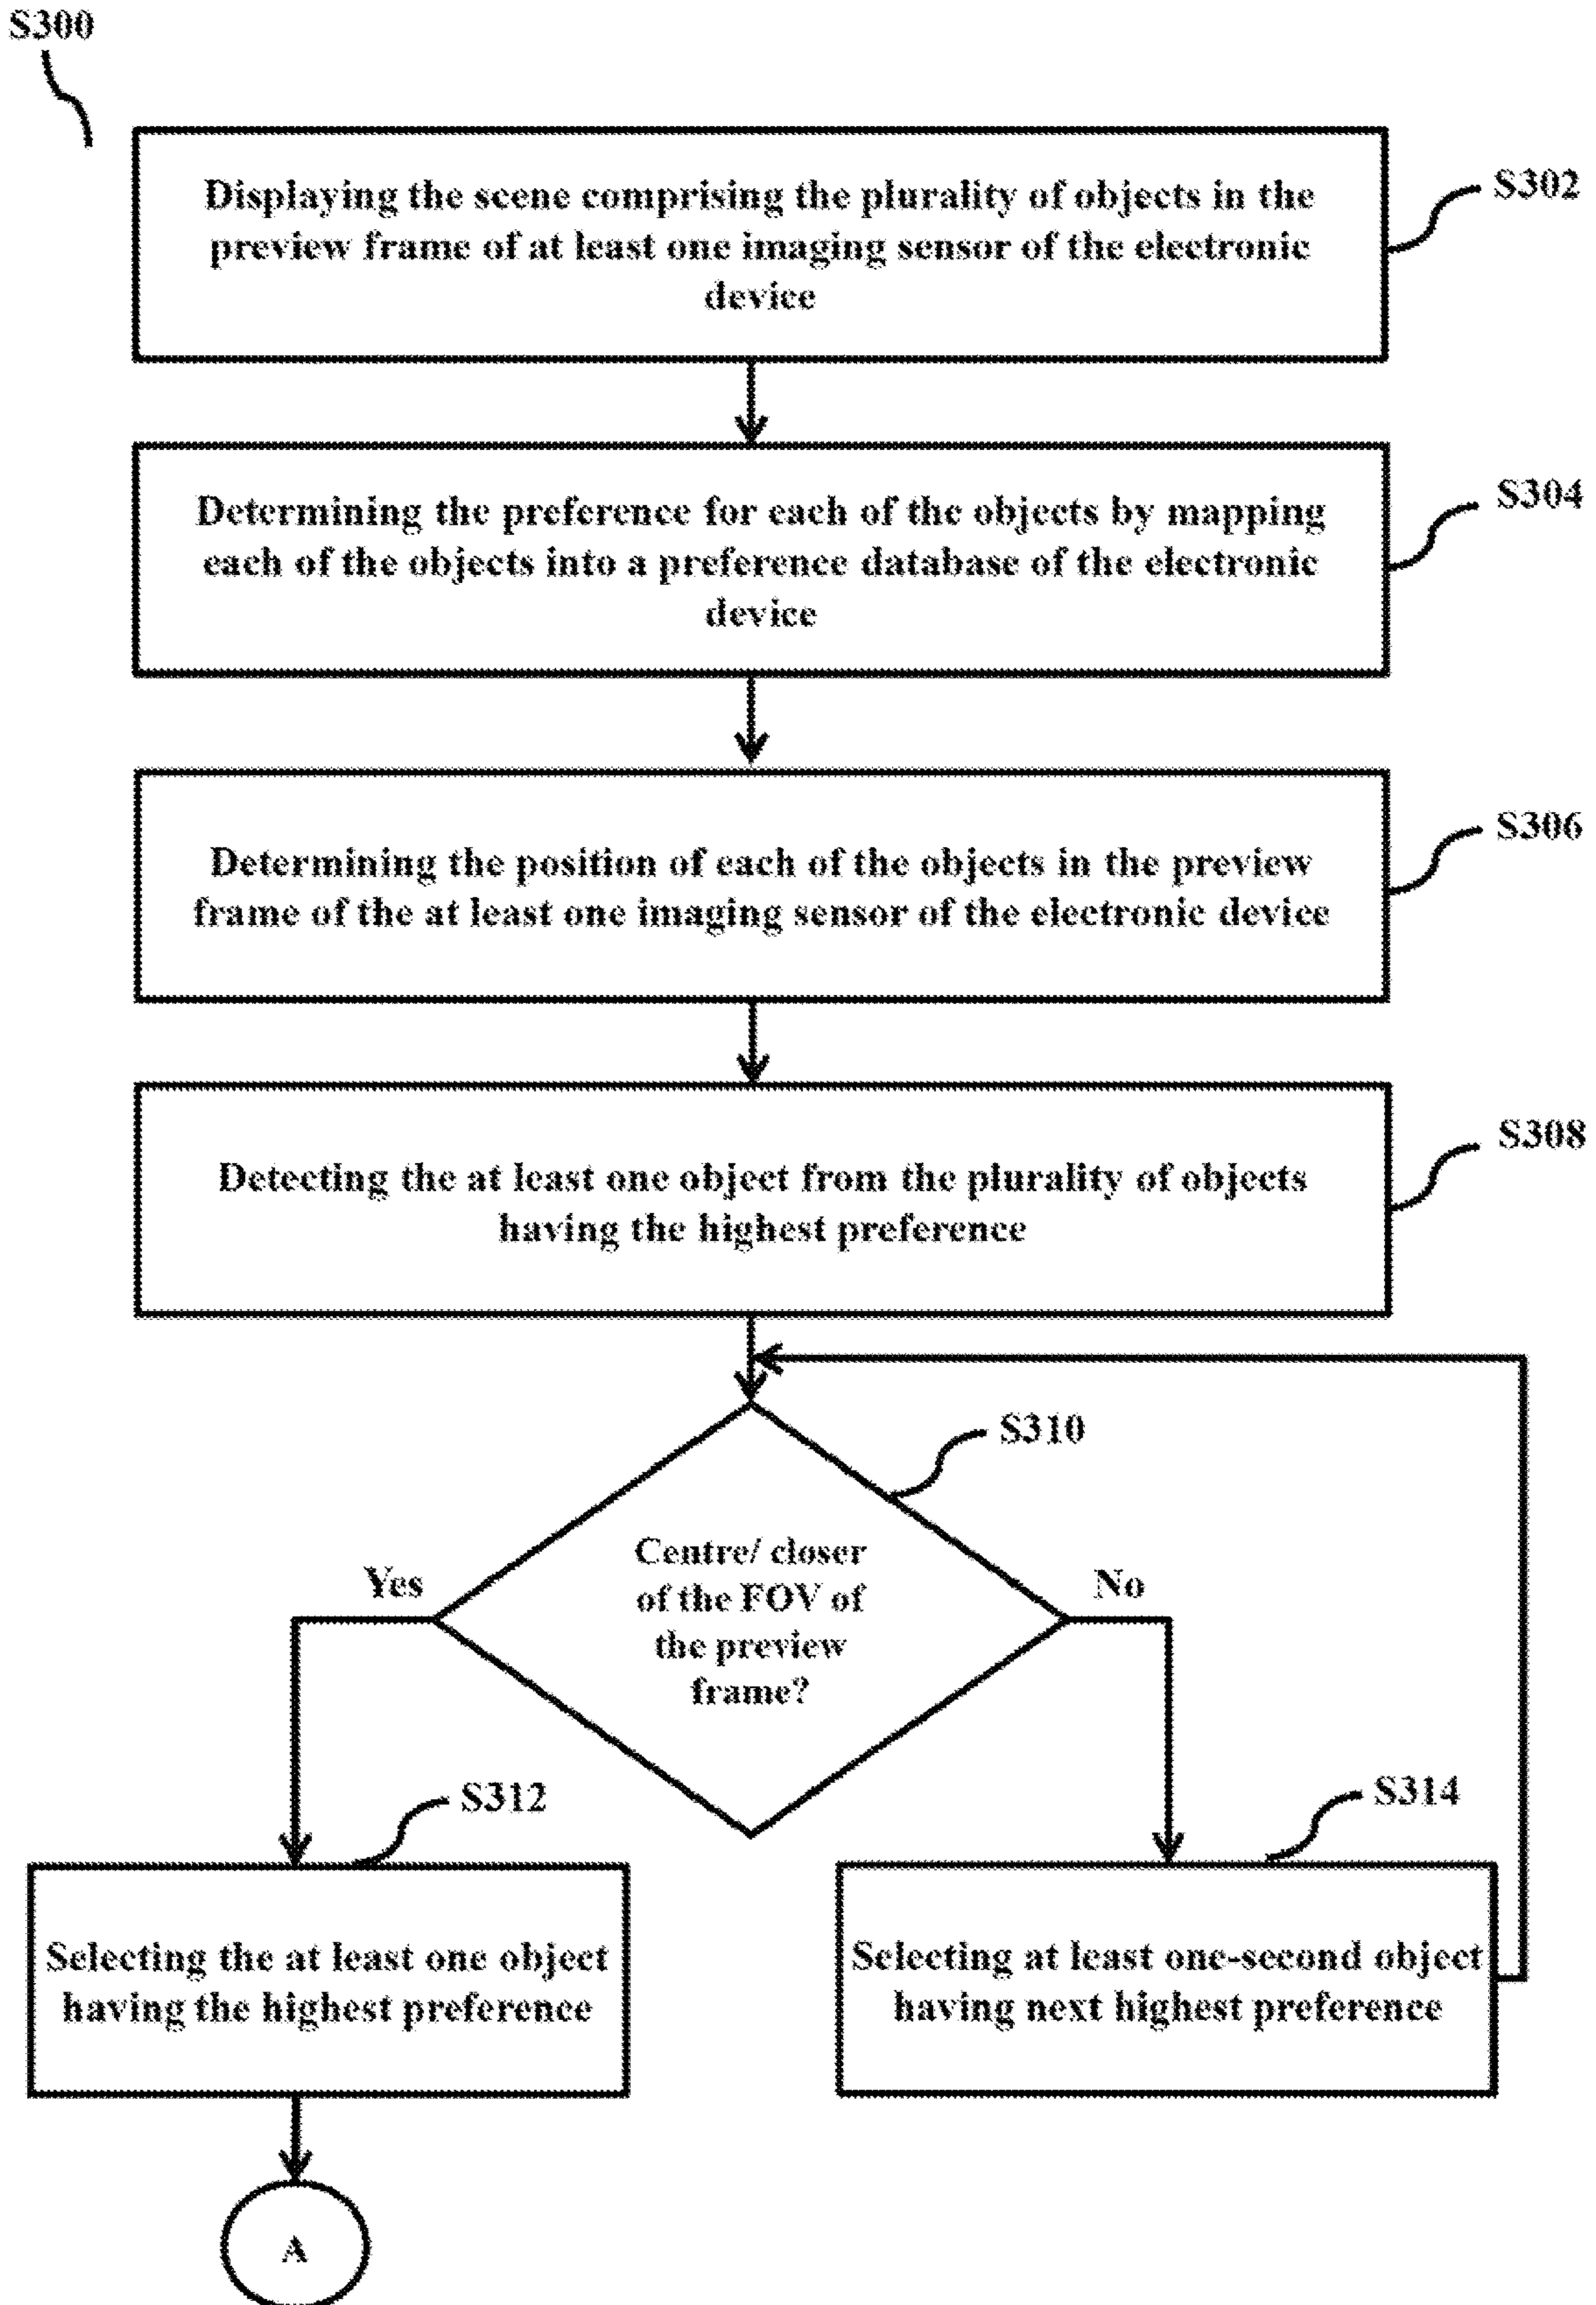 S300
Displaying the scene comprising the plurality of objects in the
preview frame of at least one imaging sensor of the electronic
device
S302
Determining the preference for each of the objects by mapping
each of the objects into a preference database of the electronic
device
S304
Determining the position of each of the objects in the preview
frame of the at least one imaging sensor of the electronic device
S306
Detecting the at least one object from the plurality of objects
having the highest preference
S308
S310
Centre/ closer
of the FOV of
the preview
frame?
Yes
No
S312
Selecting the at least one object
having the highest preference
S314
Selecting at least one-second object
having next highest preference
A